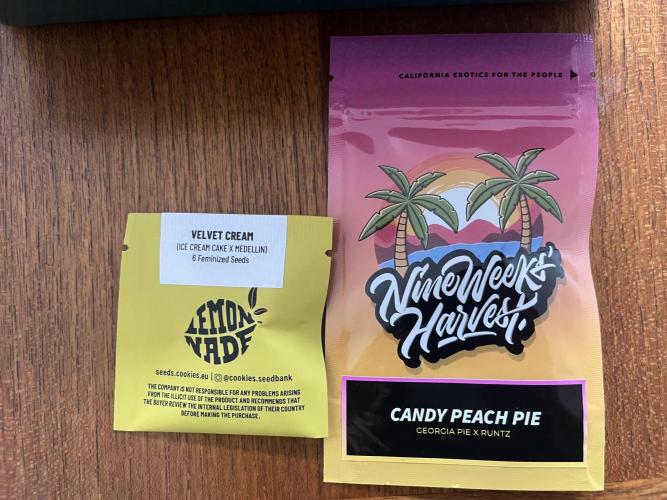 VELVET CREAM
(ICE CREAM CAKE X MEDELLIN)
6 Feminized Seeds
LEMON
NADE
seeds.cookies.eu | @cookies.seedbank
THE COMPANY IS NOT RESPONSIBLE FOR ANY PROBLEMS ARISING
FROM THE ILLICIT USE OF THE PRODUCT AND RECOMMENDS THAT
THE BUYER REVIEW THE INTERNAL LEGISLATION OF THEIR COUNTRY
BEFORE MAKING THE PURCHASE.
CALIFORNIA EXOTICS FOR THE PEOPLE
Nine Weeks'
Harvest
CANDY PEACH PIE
GEORGIA PIE X RUNTZ